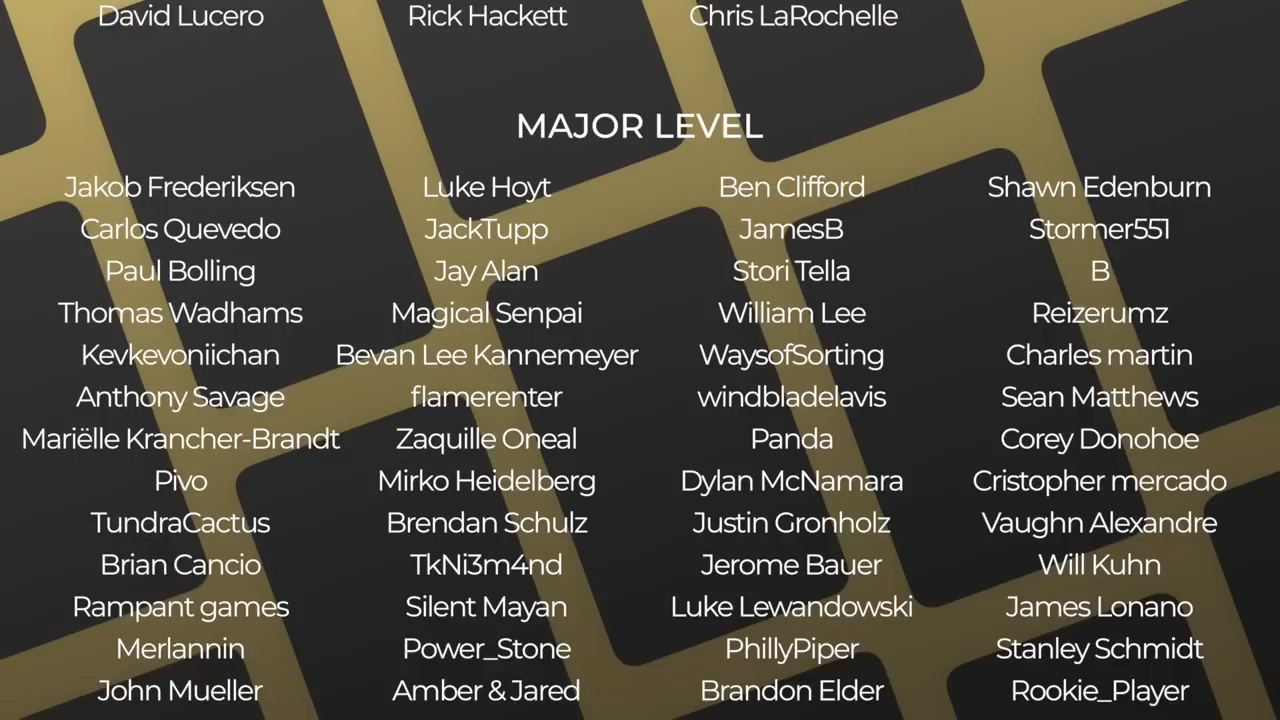 David Lucero Rick Hackett Chris LaRochelle
MAJOR LEVEL
Jakob Frederiksen Luke Hoyt Ben Clifford Shawn Edenburn
Carlos Quevedo JackTupp JamesB Stormer551
Paul Bolling Jay Alan Stori Tella B
Thomas Wadhams Magical Senpai William Lee Reizerumz
Kevkevoniichan Bevan Lee Kannemeyer WaysofSorting Charles martin
Anthony Savage flamerenter windbladelavis Sean Matthews
Mariëlle Krancher-Brandt Zaquille Oneal Panda Corey Donohoe
Pivo Mirko Heidelberg Dylan McNamara Cristopher mercado
TundraCactus Brendan Schulz Justin Gronholz Vaughn Alexandre
Brian Cancio TkNi3m4nd Jerome Bauer Will Kuhn
Rampant games Silent Mayan Luke Lewandowski James Lonano
Merlannin Power_Stone PhillyPiper Stanley Schmidt
John Mueller Amber & Jared Brandon Elder Rookie_Player